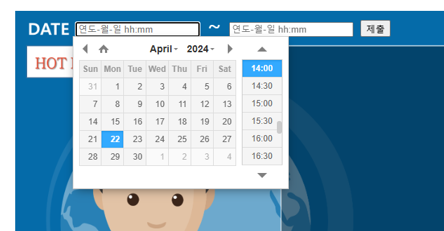 DATE 연도-월-일 hh:mm ~ 연도-월-일 hh:mm 제출
HOT
April 2024
Sun Mon Tue Wed Thu Fri Sat
31 1 2 3 4 5 6
7 8 9 10 11 12 13
14 15 16 17 18 19 20
21 22 23 24 25 26 27
28 29 30 1 2 3 4
14:00
14:30
15:00
15:30
16:00
16:30